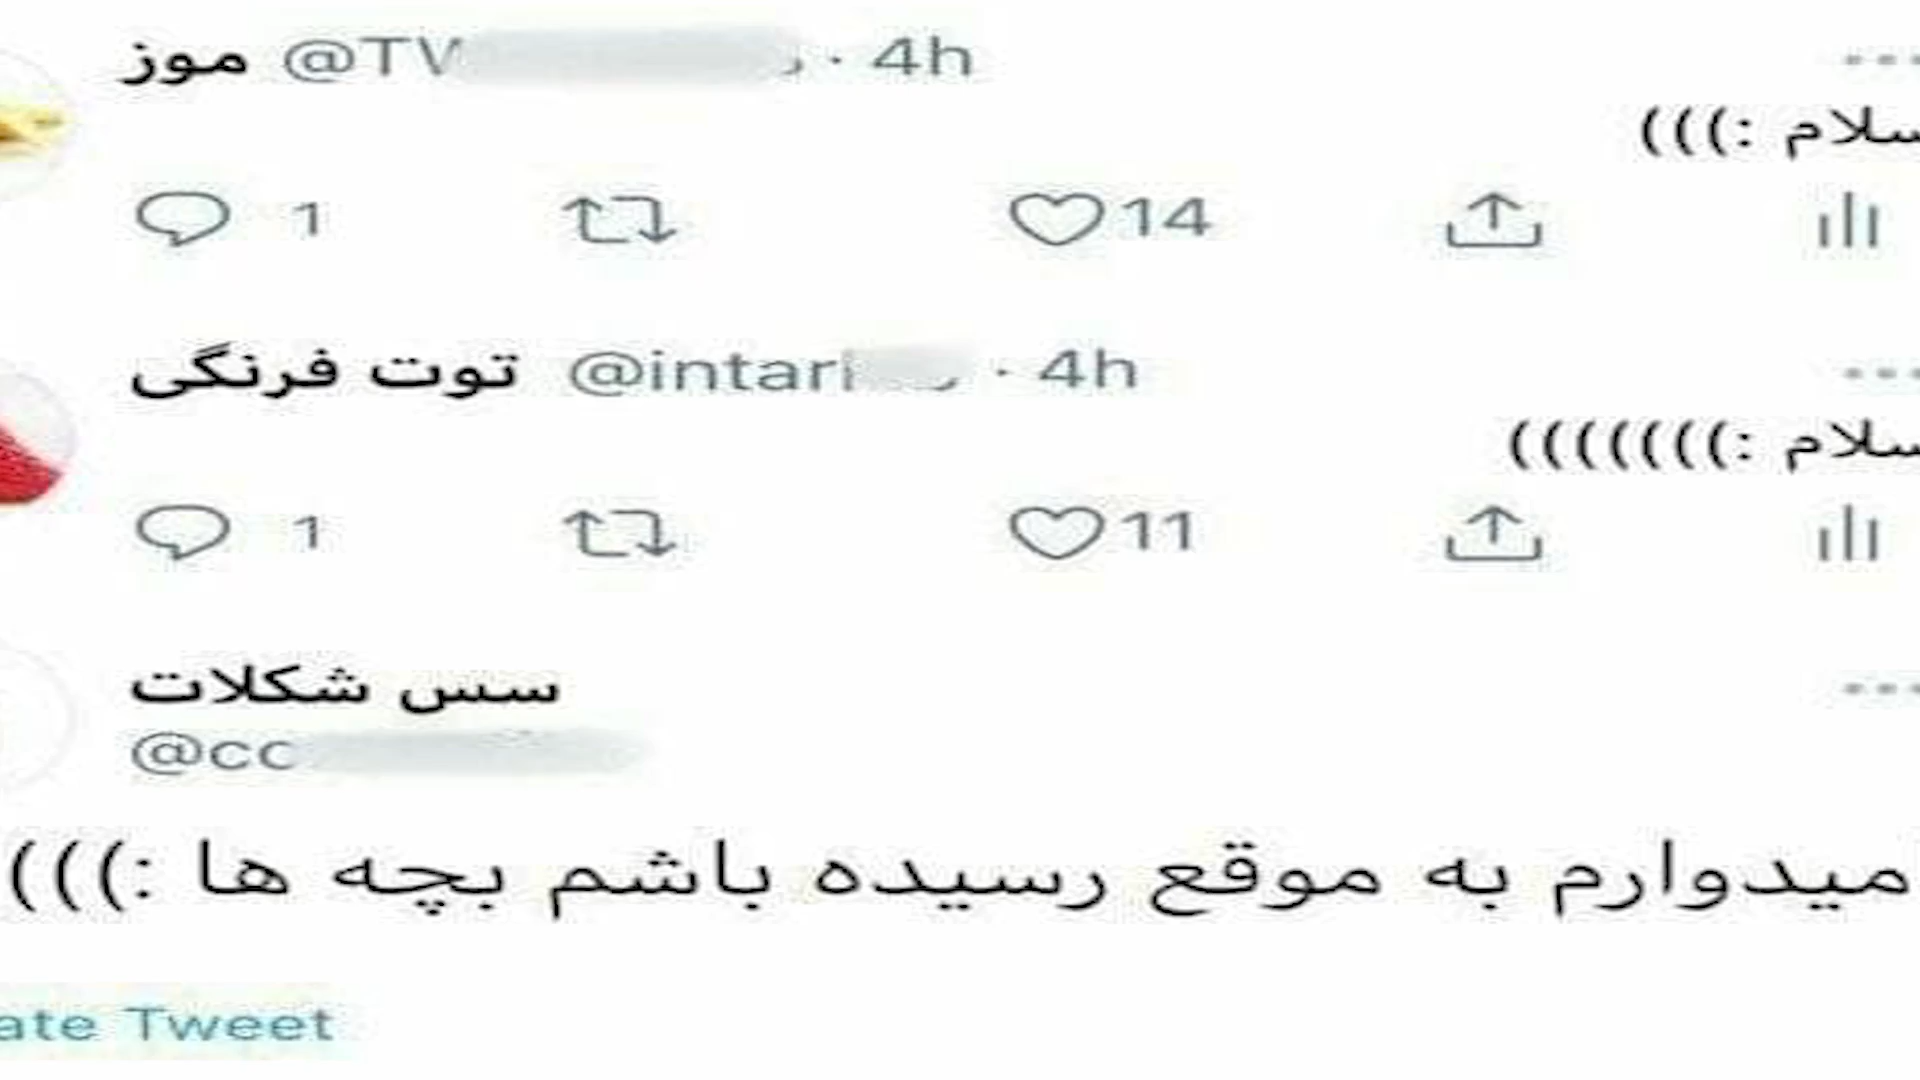 موز @TV · 4h
سلام :)))
1 14
توت فرنگی @intari · 4h
سلام :)))))))
1 11
سس شکلات
@cc
میدوارم به موقع رسیده باشم بچه ها :)))
ate Tweet